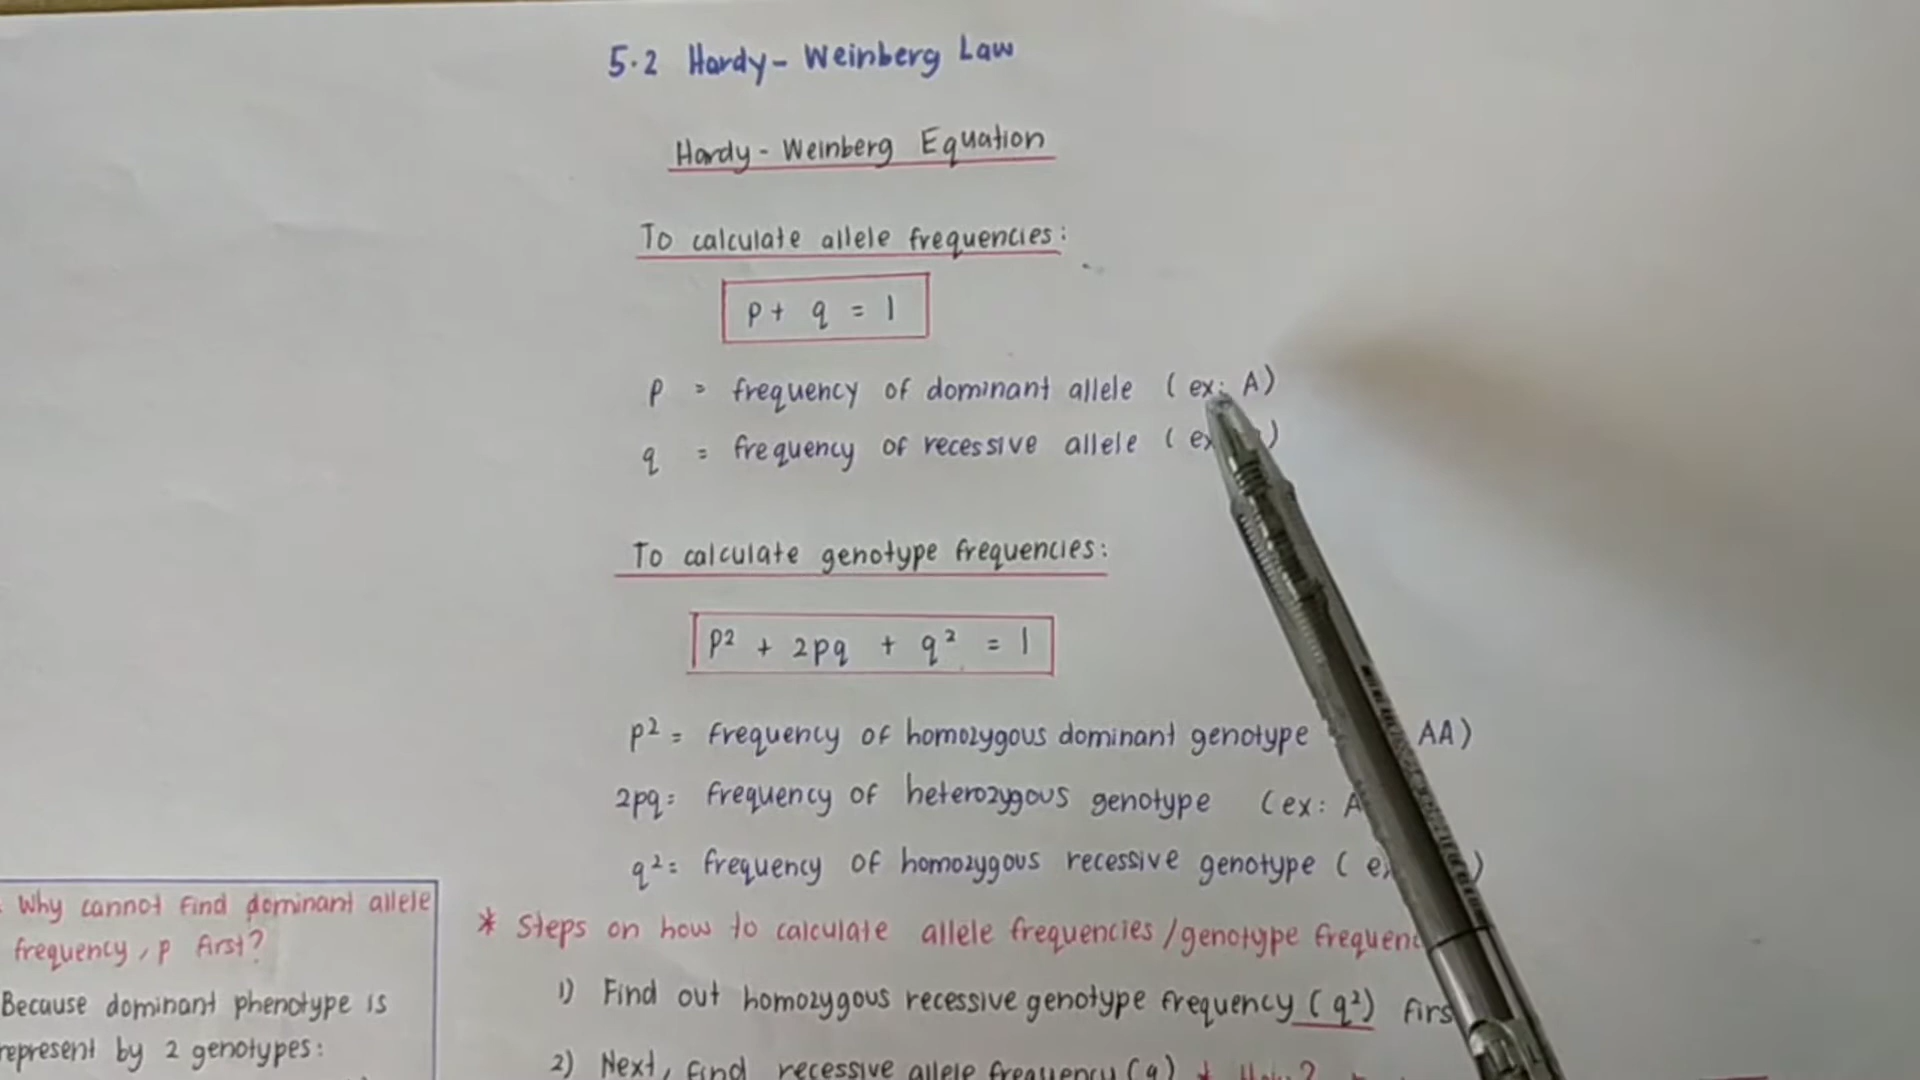 5.2 Hardy-Weinberg Law
Hardy-Weinberg Equation
To calculate allele frequencies:
p + q = 1
p = frequency of dominant allele (ex: A)
q = frequency of recessive allele ( )
To calculate genotype frequencies:
p² + 2pq + q² = 1
p² = frequency of homozygous dominant genotype AA)
2pq = frequency of heterozygous genotype (ex: A
q² = frequency of homozygous recessive genotype ( )
Why cannot find dominant allele
frequency, p first?
Because dominant phenotype is
represent by 2 genotypes:
* Steps on how to calculate allele frequencies/genotype
1) Find out homozygous recessive genotype frequency (q²)
2) Next, find recessive allele frequency (q) * How?